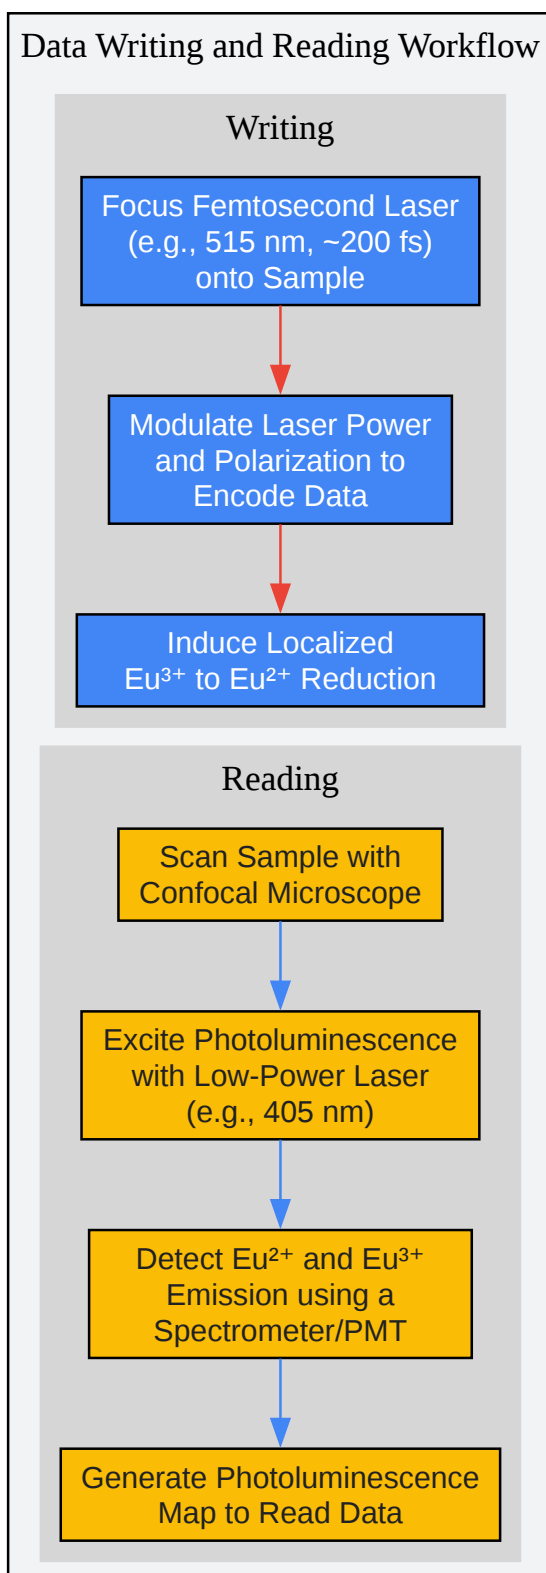 Data Writing and Reading Workflow
Writing
Focus Femtosecond Laser
(e.g., 515 nm, ~200 fs)
onto Sample
Modulate Laser Power
and Polarization to
Encode Data
Induce Localized
Eu³⁺ to Eu²⁺ Reduction
Reading
Scan Sample with
Confocal Microscope
Excite Photoluminescence
with Low-Power Laser
(e.g., 405 nm)
Detect Eu²⁺ and Eu³⁺
Emission using a
Spectrometer/PMT
Generate Photoluminescence
Map to Read Data